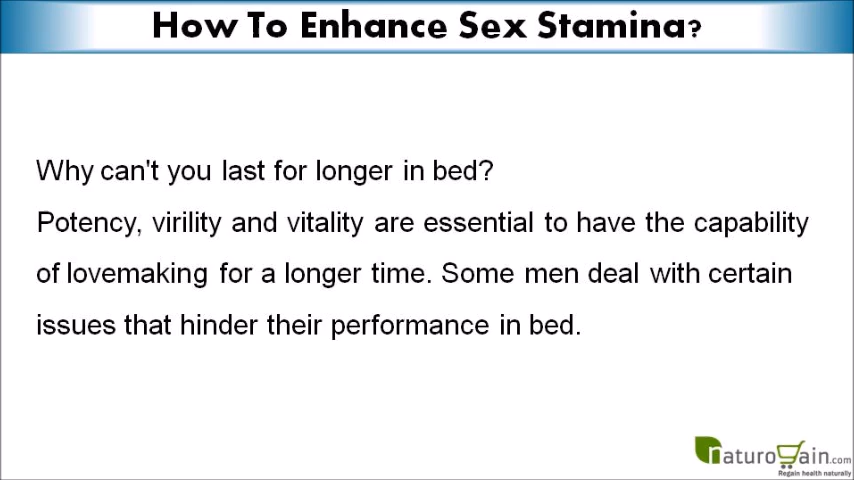 How To Enhance Sex Stamina?
Why can't you last for longer in bed?
Potency, virility and vitality are essential to have the capability
of lovemaking for a longer time. Some men deal with certain
issues that hinder their performance in bed.
naturogain.com
Regain health naturally